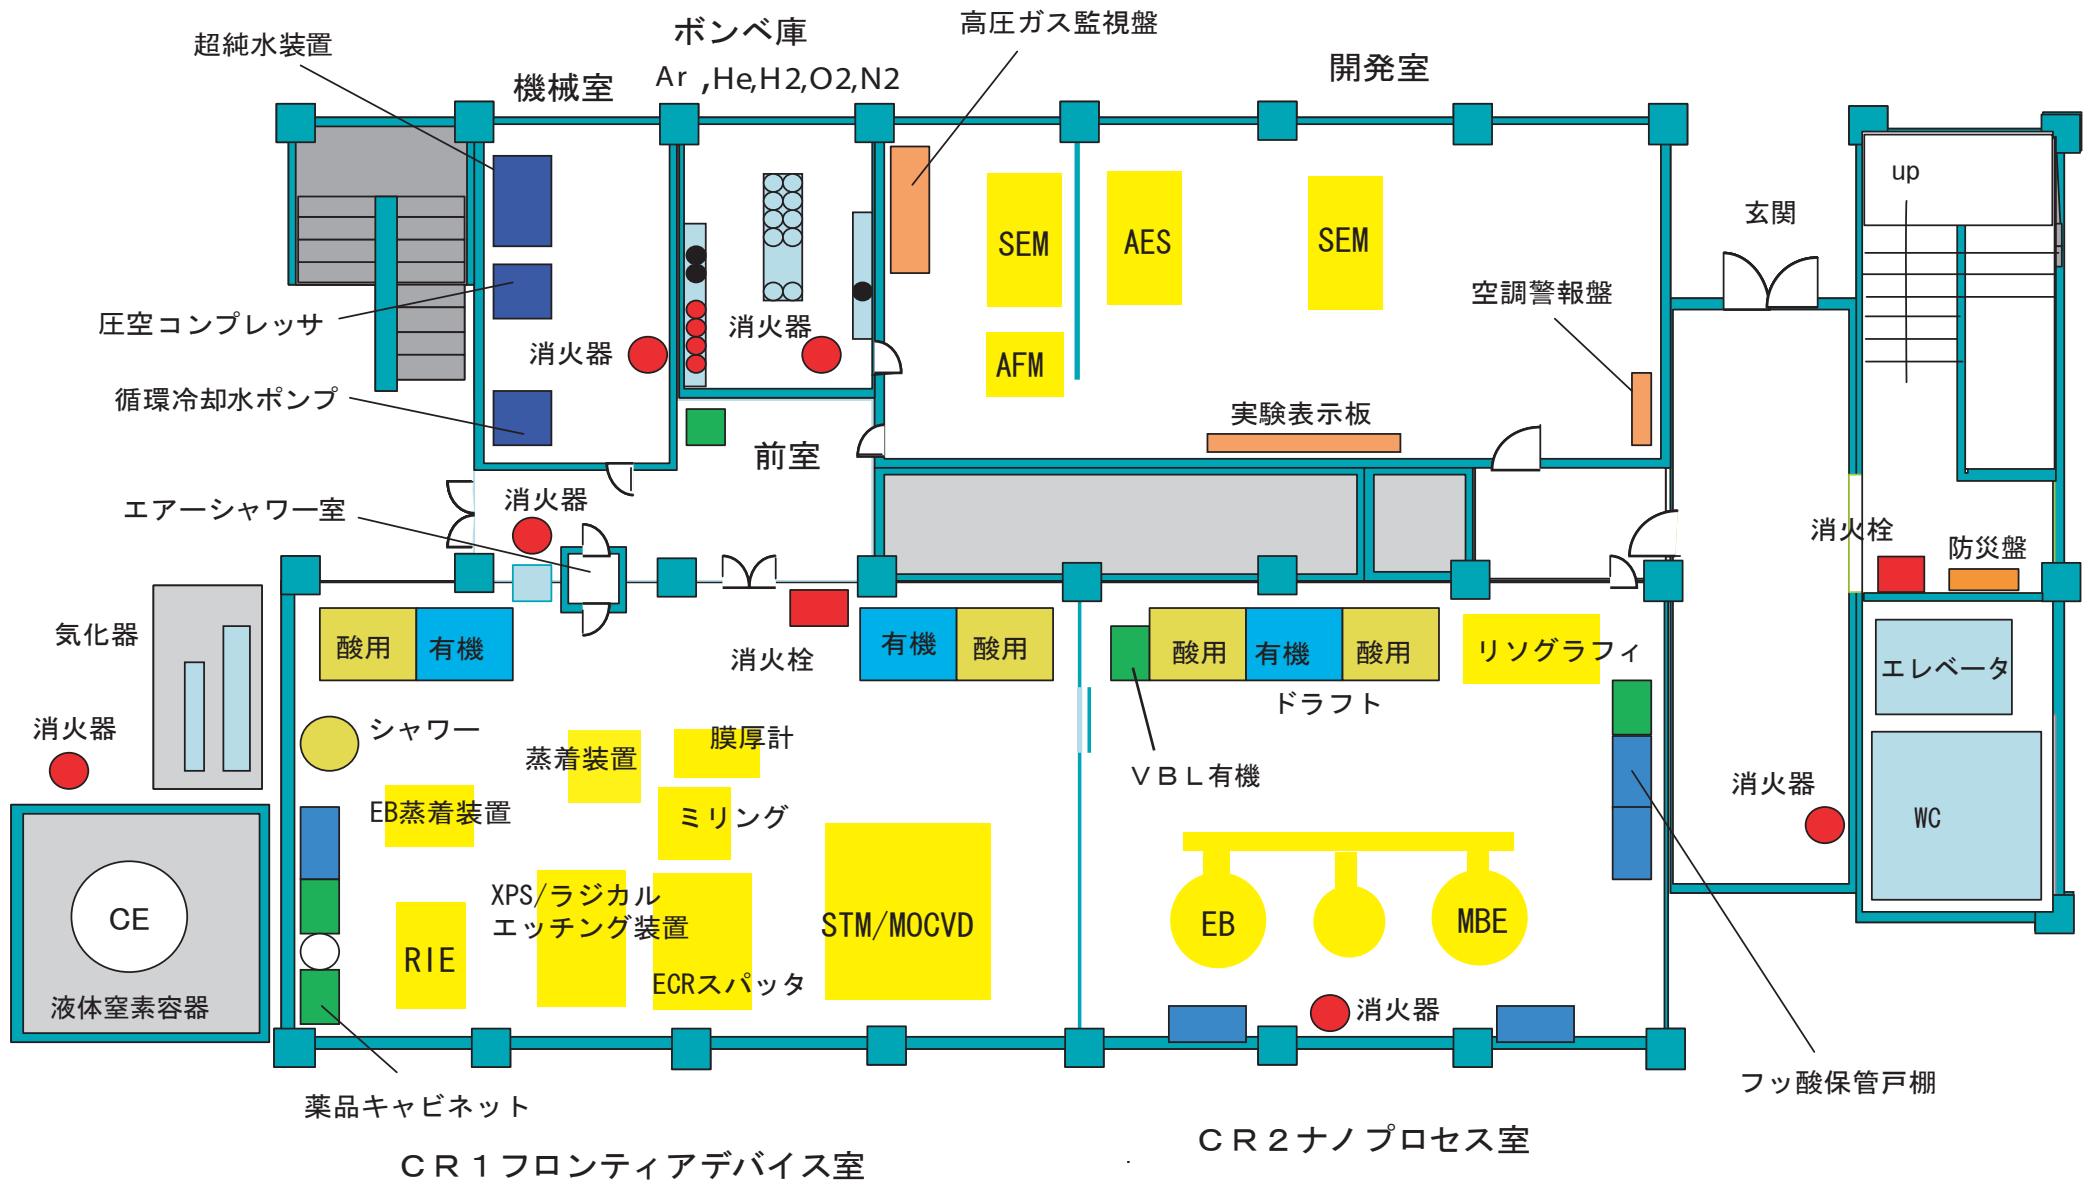 ボンベ庫
高圧ガス監視盤
超純水装置
機械室
Ar ,He,H2,O2,N2
開発室
up
玄関
SEM
AES
SEM
空調警報盤
圧空コンプレッサ
消火器
消火器
AFM
循環冷却水ポンプ
実験表示板
前室
エアーシャワー室
消火器
消火栓
防災盤
気化器
酸用
有機
消火栓
有機
酸用
酸用
有機
酸用
リソグラフィ
エレベータ
ドラフト
消火器
シャワー
蒸着装置
膜厚計
VBL有機
消火器
EB蒸着装置
ミリング
WC
XPS/ラジカル
エッチング装置
CE
RIE
STM/MOCVD
EB
MBE
ECRスパッタ
液体窒素容器
消火器
フッ酸保管戸棚
薬品キャビネット
CR2ナノプロセス室
CR1フロンティアデバイス室